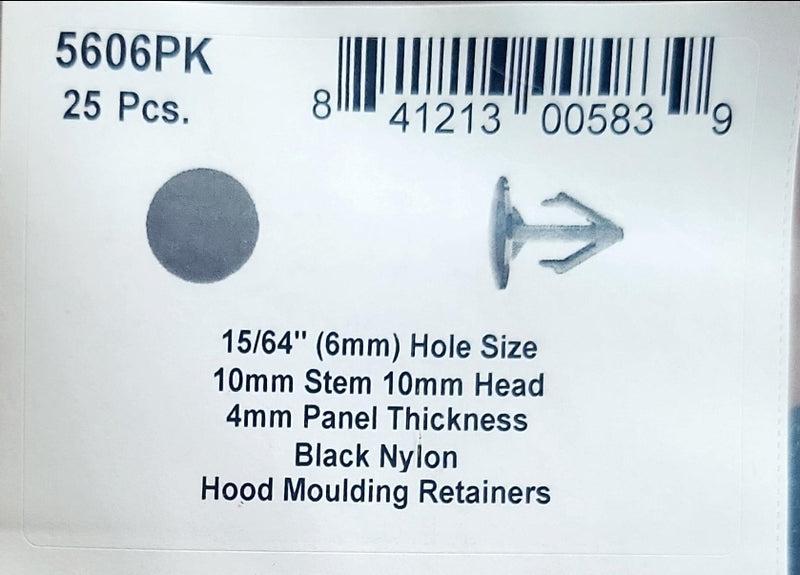 5606PK
25 Pcs.
8 41213 00583 9
15/64" (6mm) Hole Size
10mm Stem 10mm Head
4mm Panel Thickness
Black Nylon
Hood Moulding Retainers